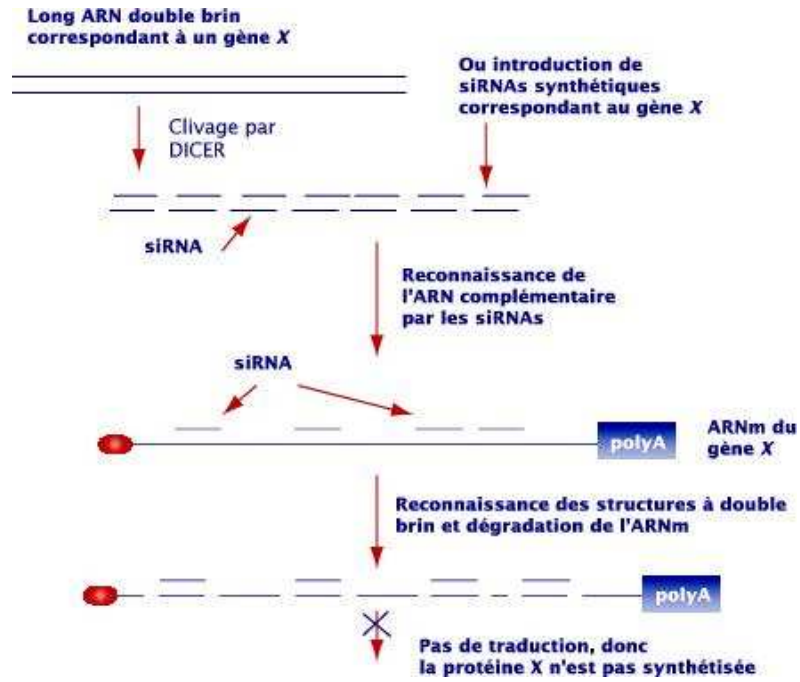 Long ARN double brin
correspondant à un gène X
Ou introduction de
siRNAs synthétiques
correspondant au gène X
Clivage par
DICER
siRNA
Reconnaissance de
l'ARN complémentaire
par les siRNAs
siRNA
polyA
ARNm du
gène X
Reconnaissance des structures à double
brin et dégradation de l'ARNm
polyA
Pas de traduction, donc
la protéine X n'est pas synthétisée